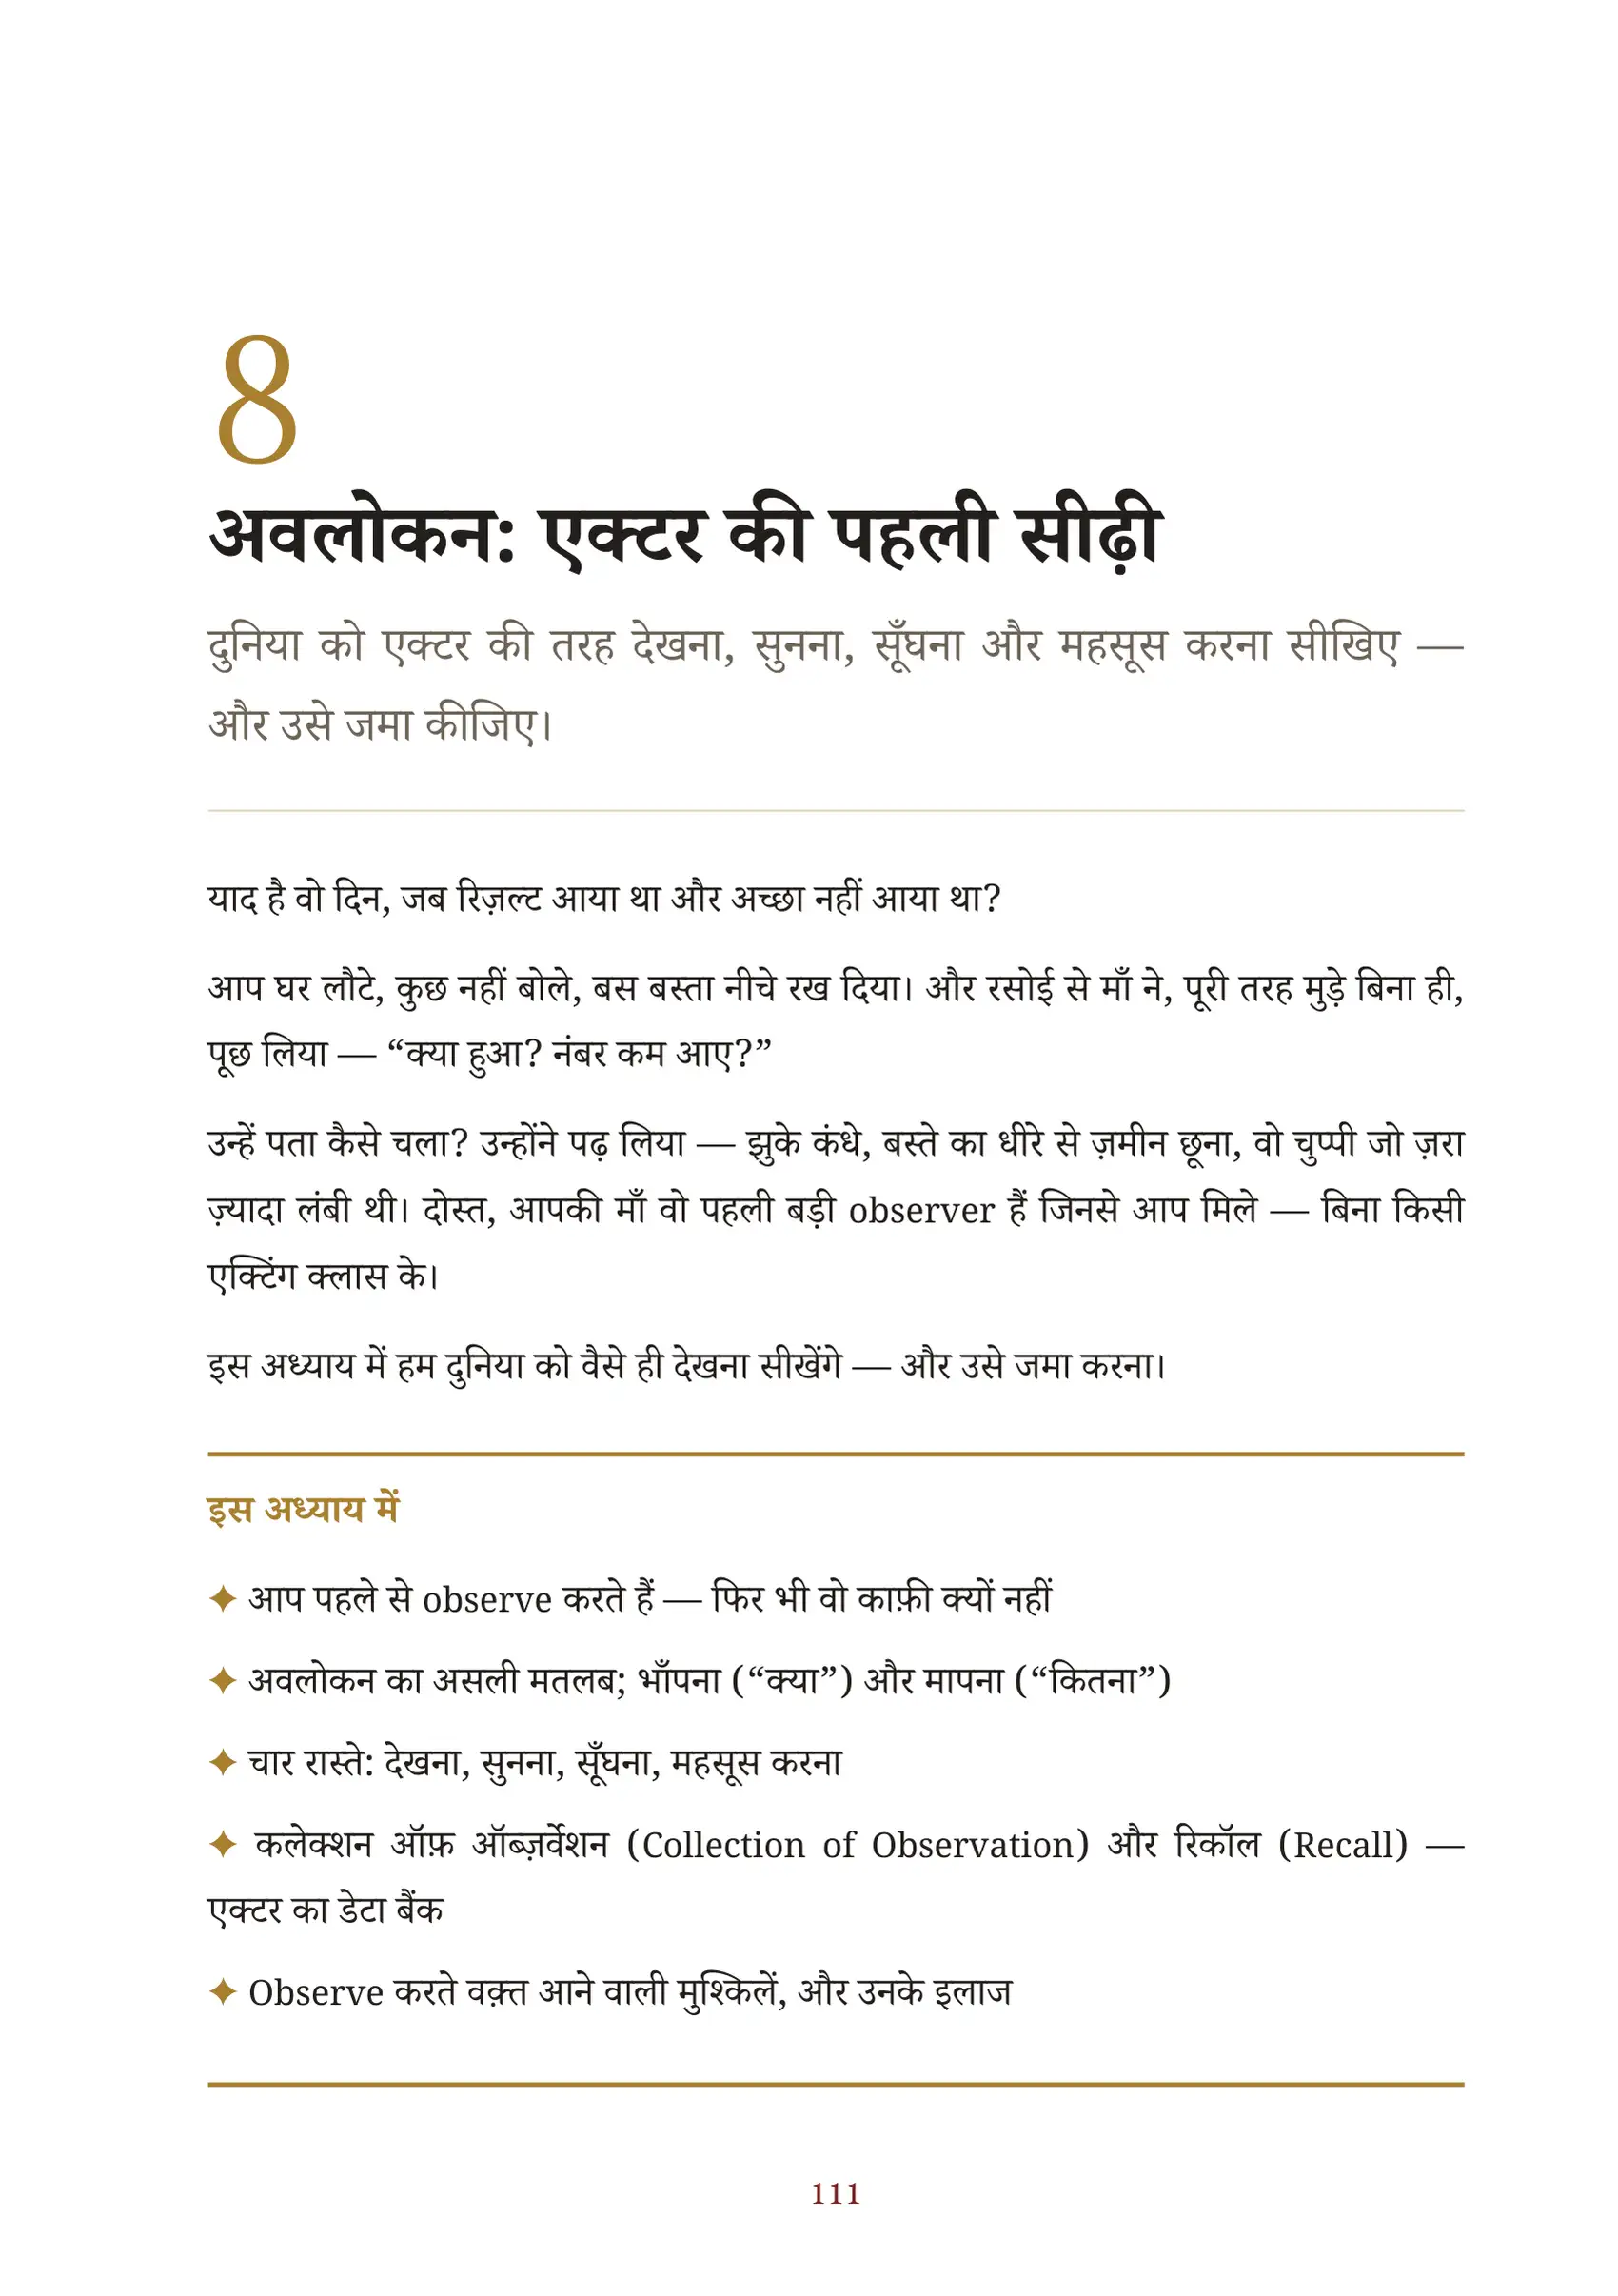 8
अवलोकन: एक्टर की पहली सीढ़ी
दुनिया को एक्टर की तरह देखना, सुनना, सूँघना और महसूस करना सीखिए —
और उसे जमा कीजिए।
याद है वो दिन, जब रिज़ल्ट आया था और अच्छा नहीं आया था?
आप घर लौटे, कुछ नहीं बोले, बस बस्ता नीचे रख दिया। और रसोई से माँ ने, पूरी तरह मुड़े बिना ही,
पूछ लिया — “क्या हुआ? नंबर कम आए?”
उन्हें पता कैसे चला? उन्होंने पढ़ लिया — झुके कंधे, बस्ते का धीरे से ज़मीन छूना, वो चुप्पी जो ज़रा
ज़्यादा लंबी थी। दोस्त, आपकी माँ वो पहली बड़ी observer हैं जिनसे आप मिले — बिना किसी
एक्टिंग क्लास के।
इस अध्याय में हम दुनिया को वैसे ही देखना सीखेंगे — और उसे जमा करना।
इस अध्याय में
✦ आप पहले से observe करते हैं — फिर भी वो काफ़ी क्यों नहीं
✦ अवलोकन का असली मतलब; भाँपना (“क्या”) और मापना (“कितना”)
✦ चार रास्ते: देखना, सुनना, सूँघना, महसूस करना
✦ कलेक्शन ऑफ़ ऑब्ज़र्वेशन (Collection of Observation) और रिकॉल (Recall) —
एक्टर का डेटा बैंक
✦ Observe करते वक़्त आने वाली मुश्किलें, और उनके इलाज
111